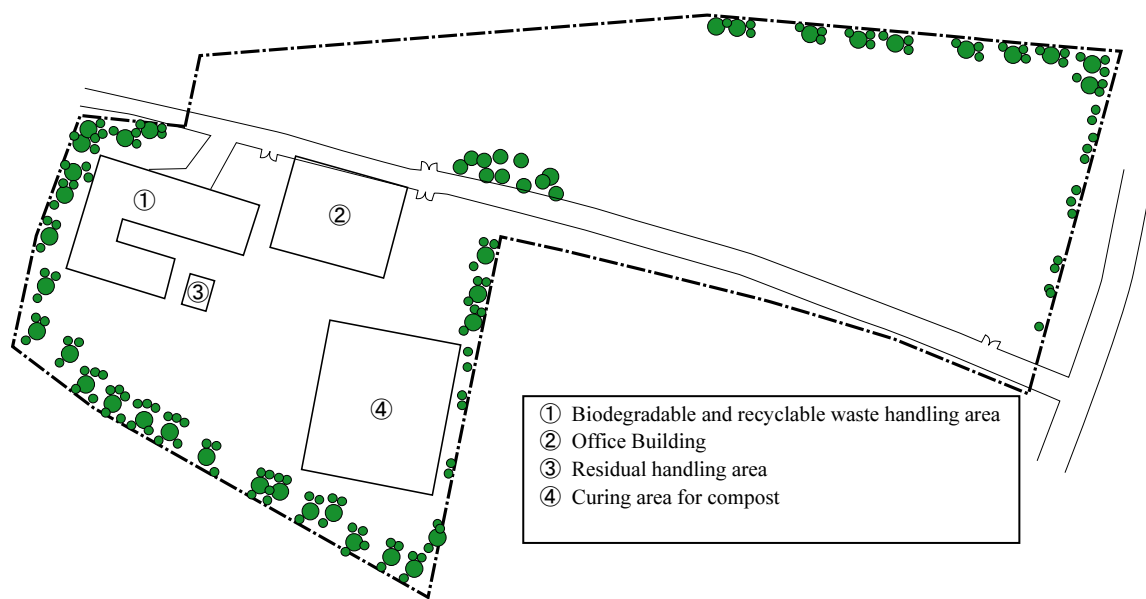 ①
②
③
④
① Biodegradable and recyclable waste handling area
② Office Building
③ Residual handling area
④ Curing area for compost